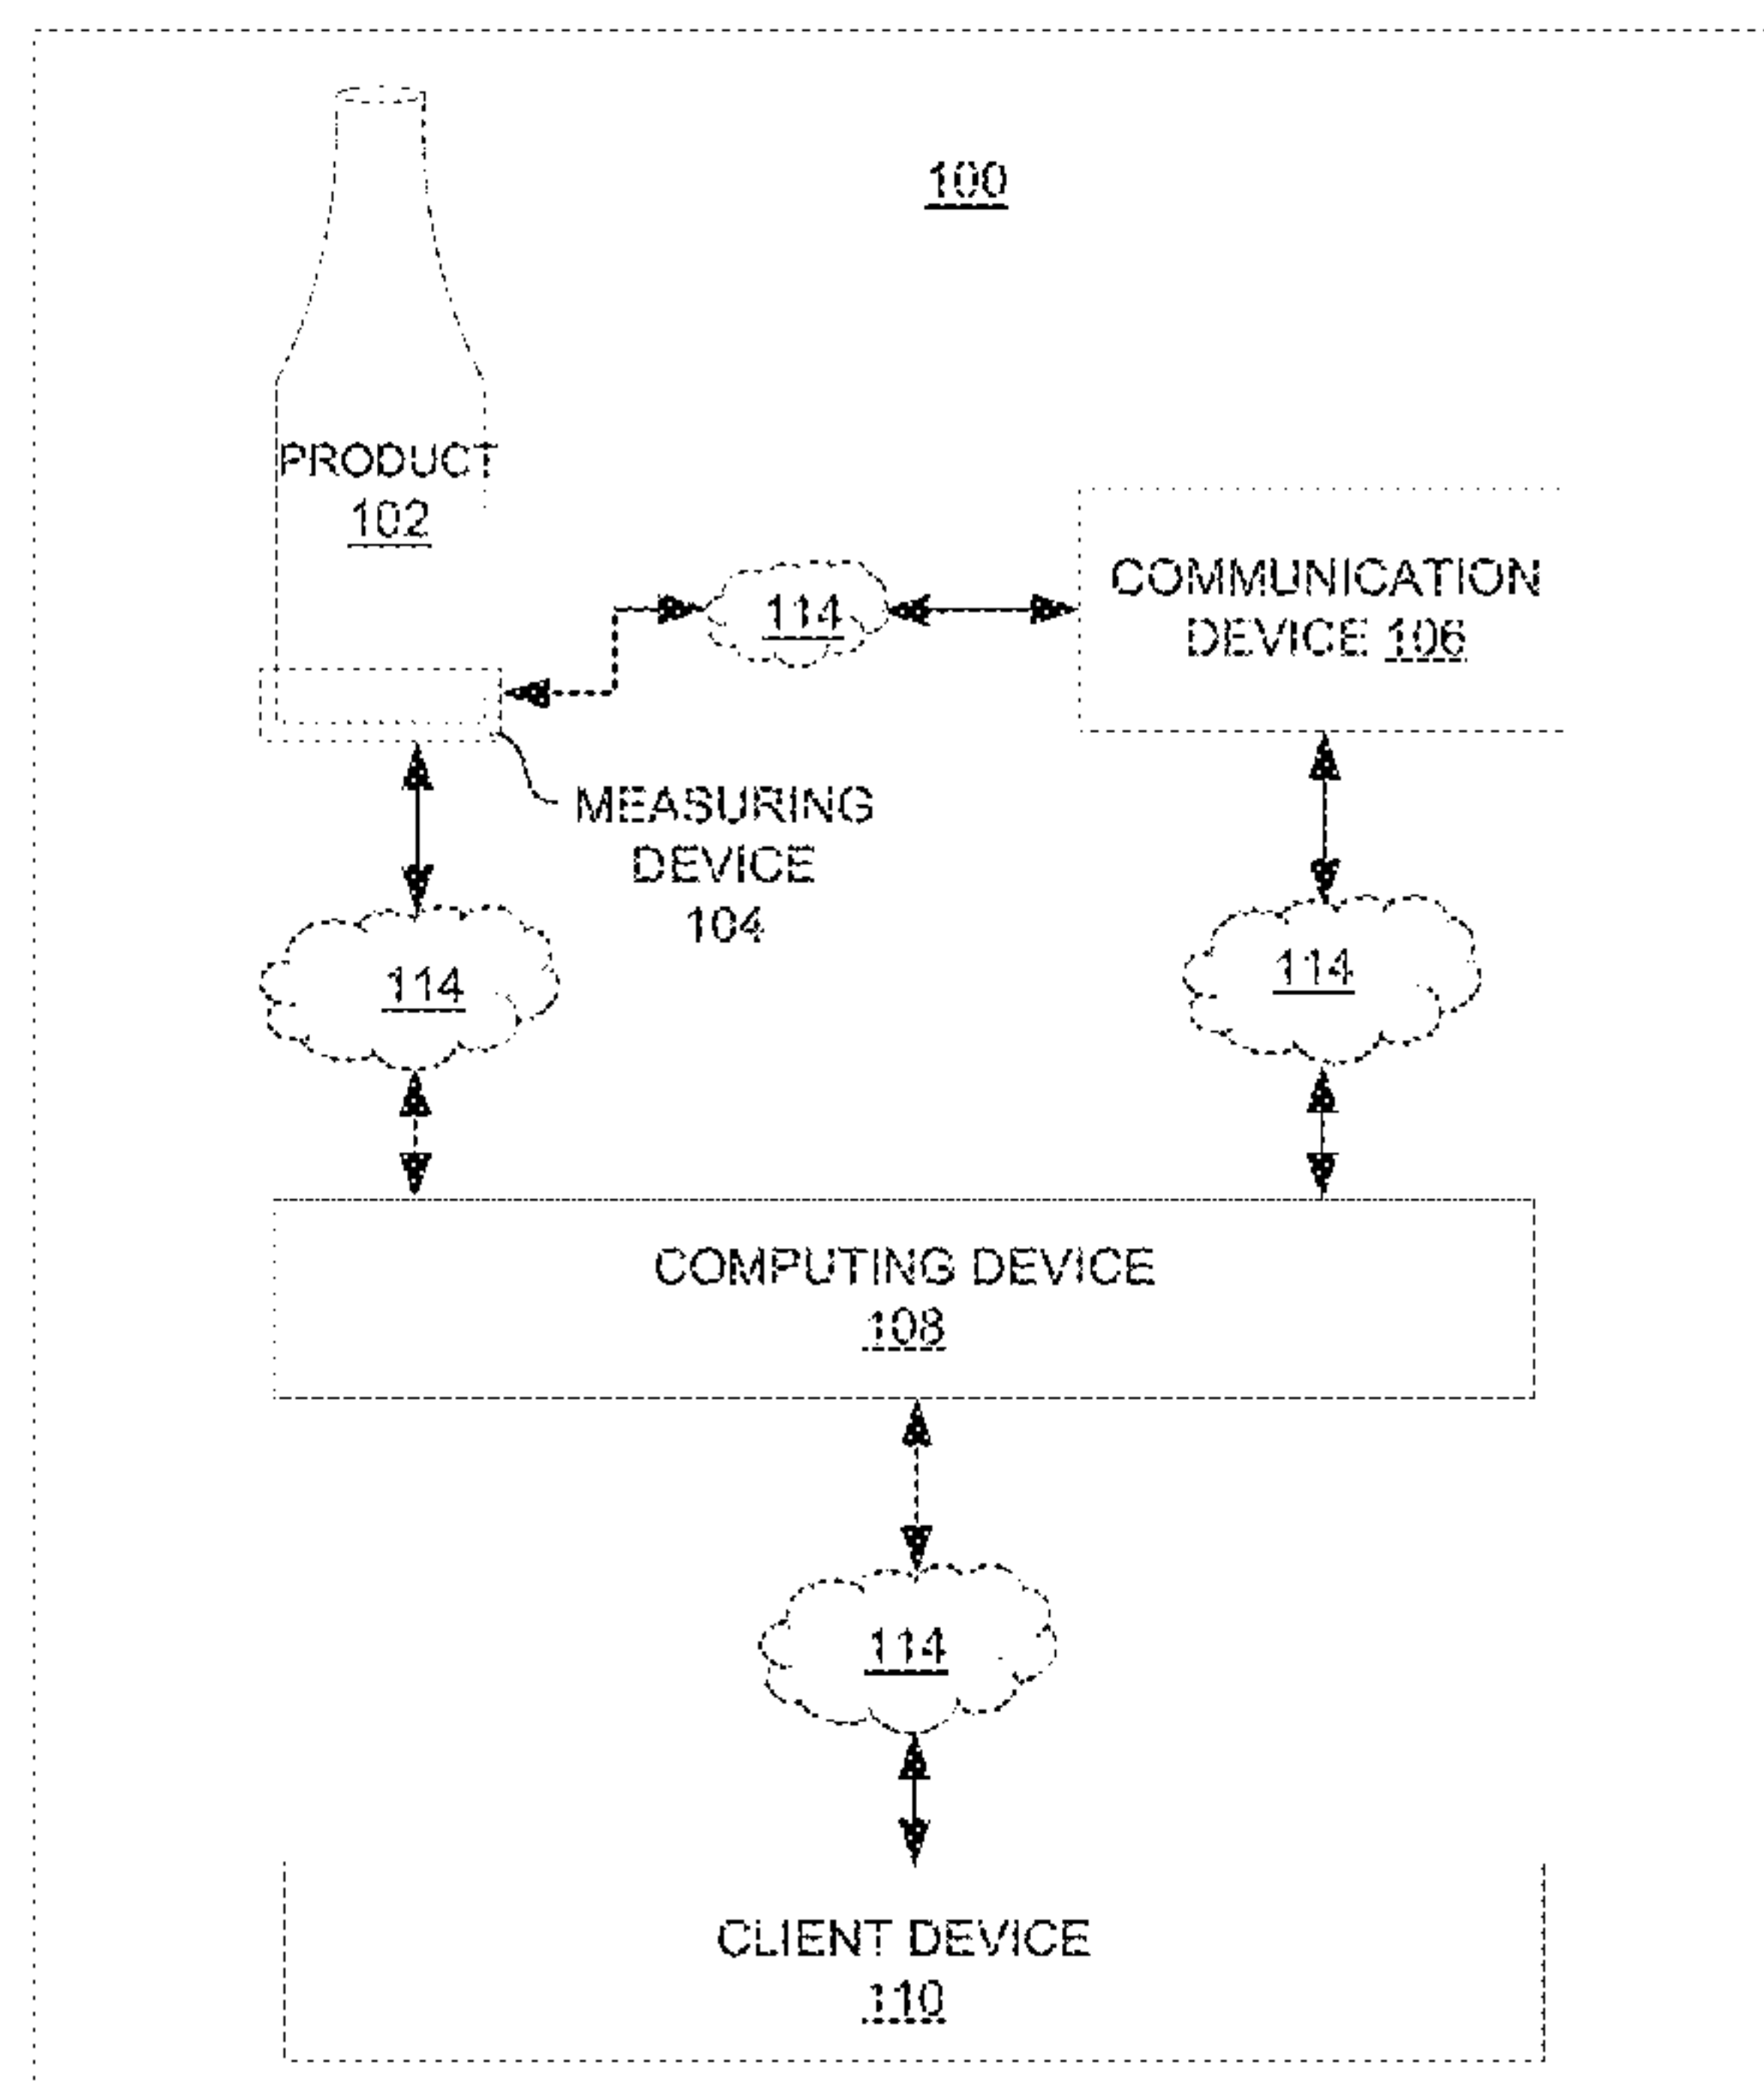 100
PRODUCT
102
114
COMMUNICATION
DEVICE 106
MEASURING
DEVICE
104
114
114
COMPUTING DEVICE
108
114
CLIENT DEVICE
110